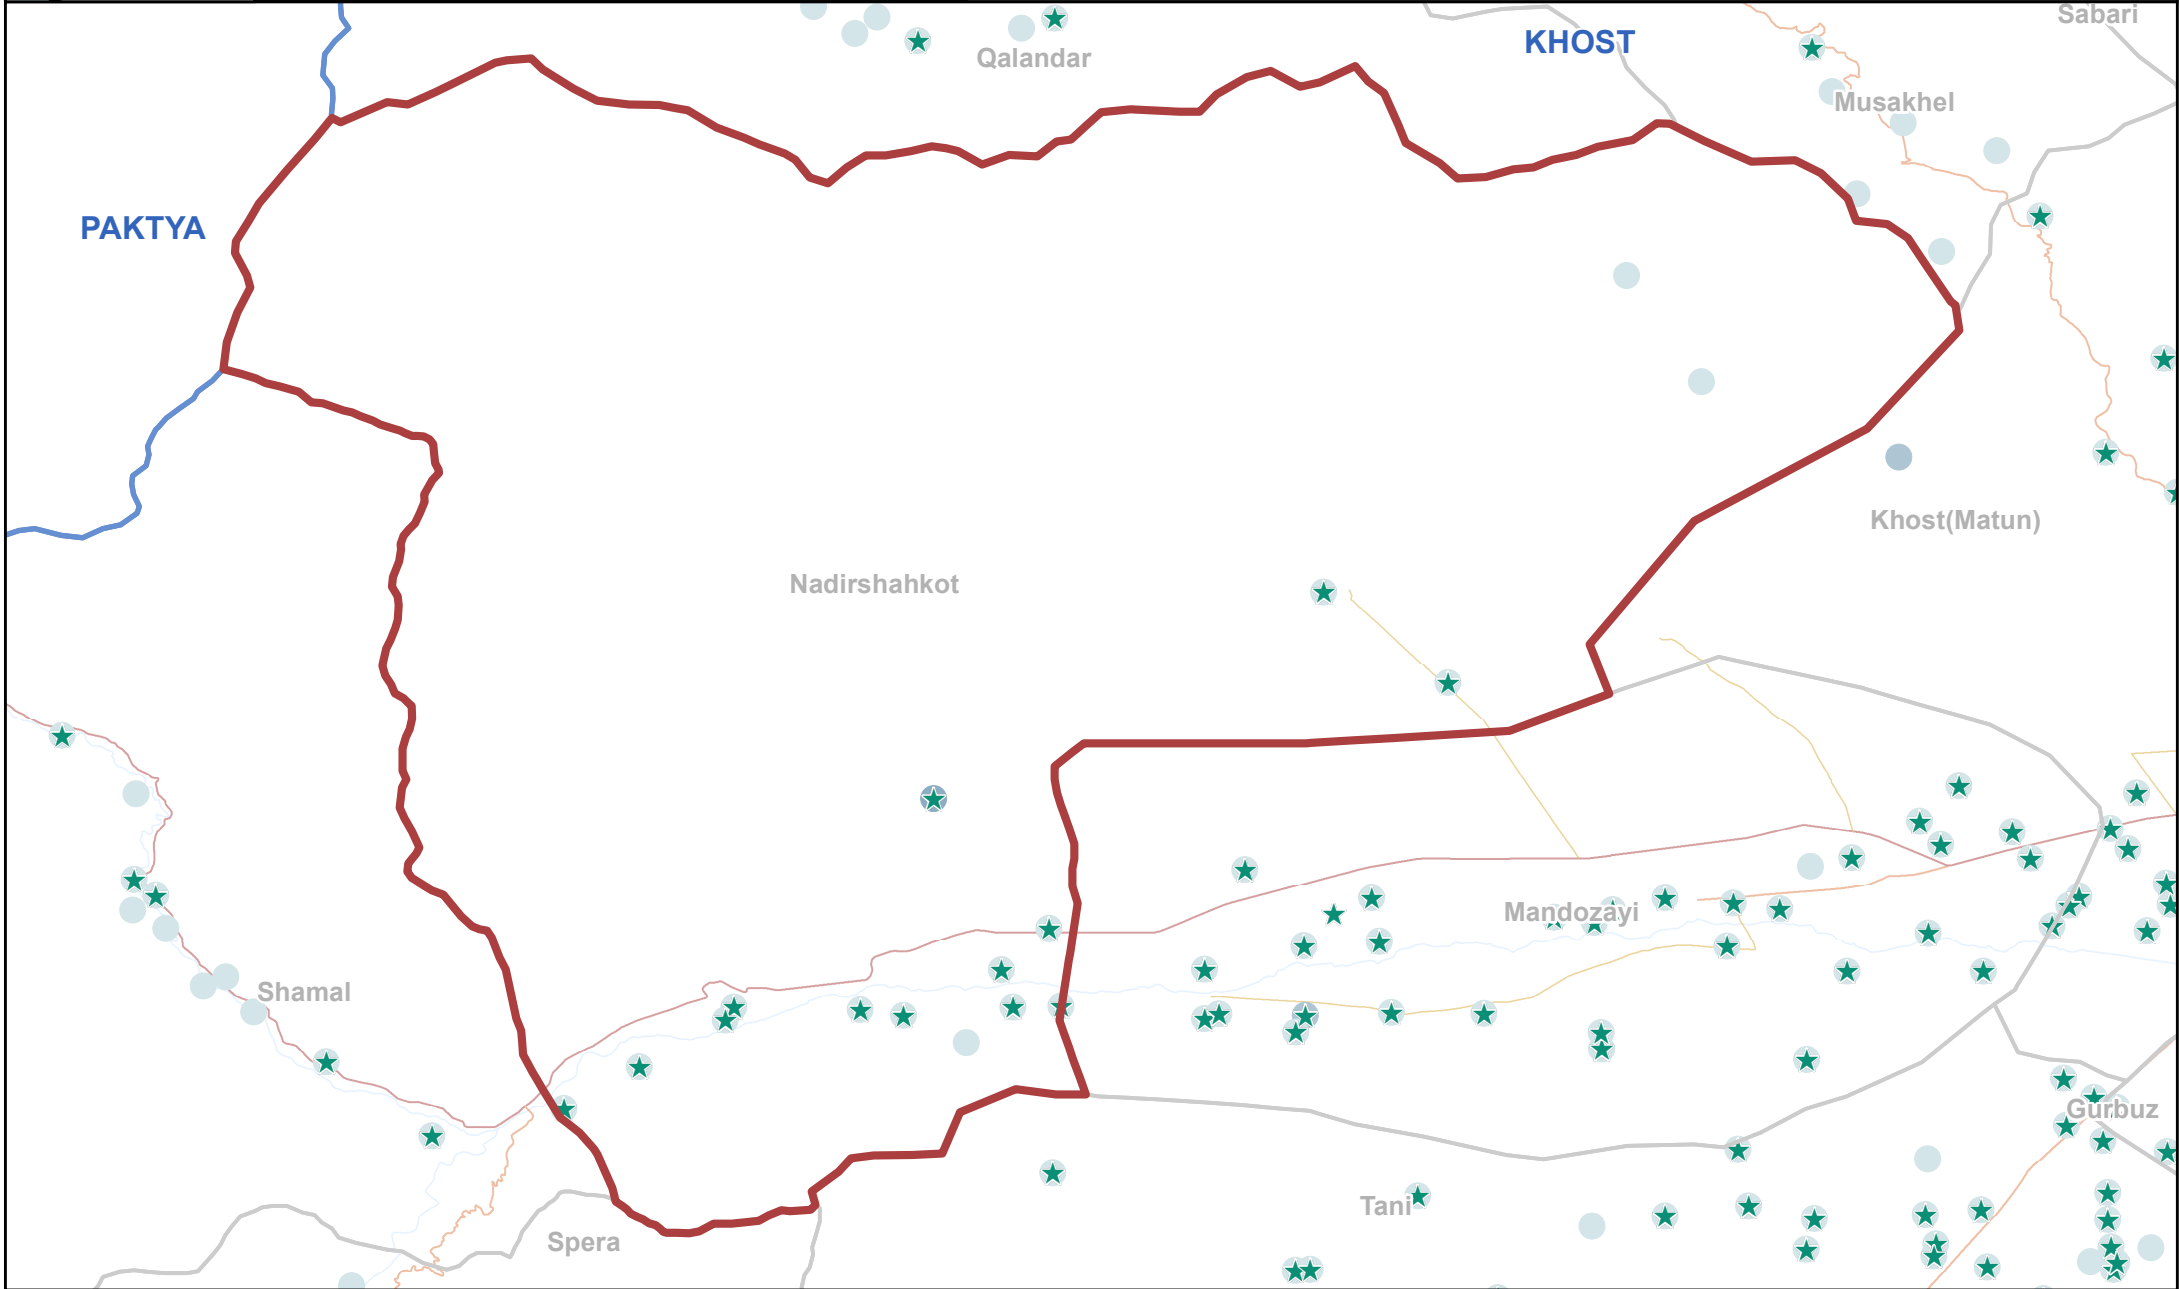 Sabari
KHOST
Qalandar
Musakhel
PAKTYA
Khost(Matun)
Nadirshahkot
Mandozayi
Shamal
Gurbuz
Tani
Spera